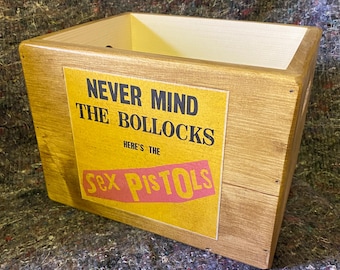 NEVER MIND
THE BOLLOCKS
HERE'S THE
SeX PiSTOLS